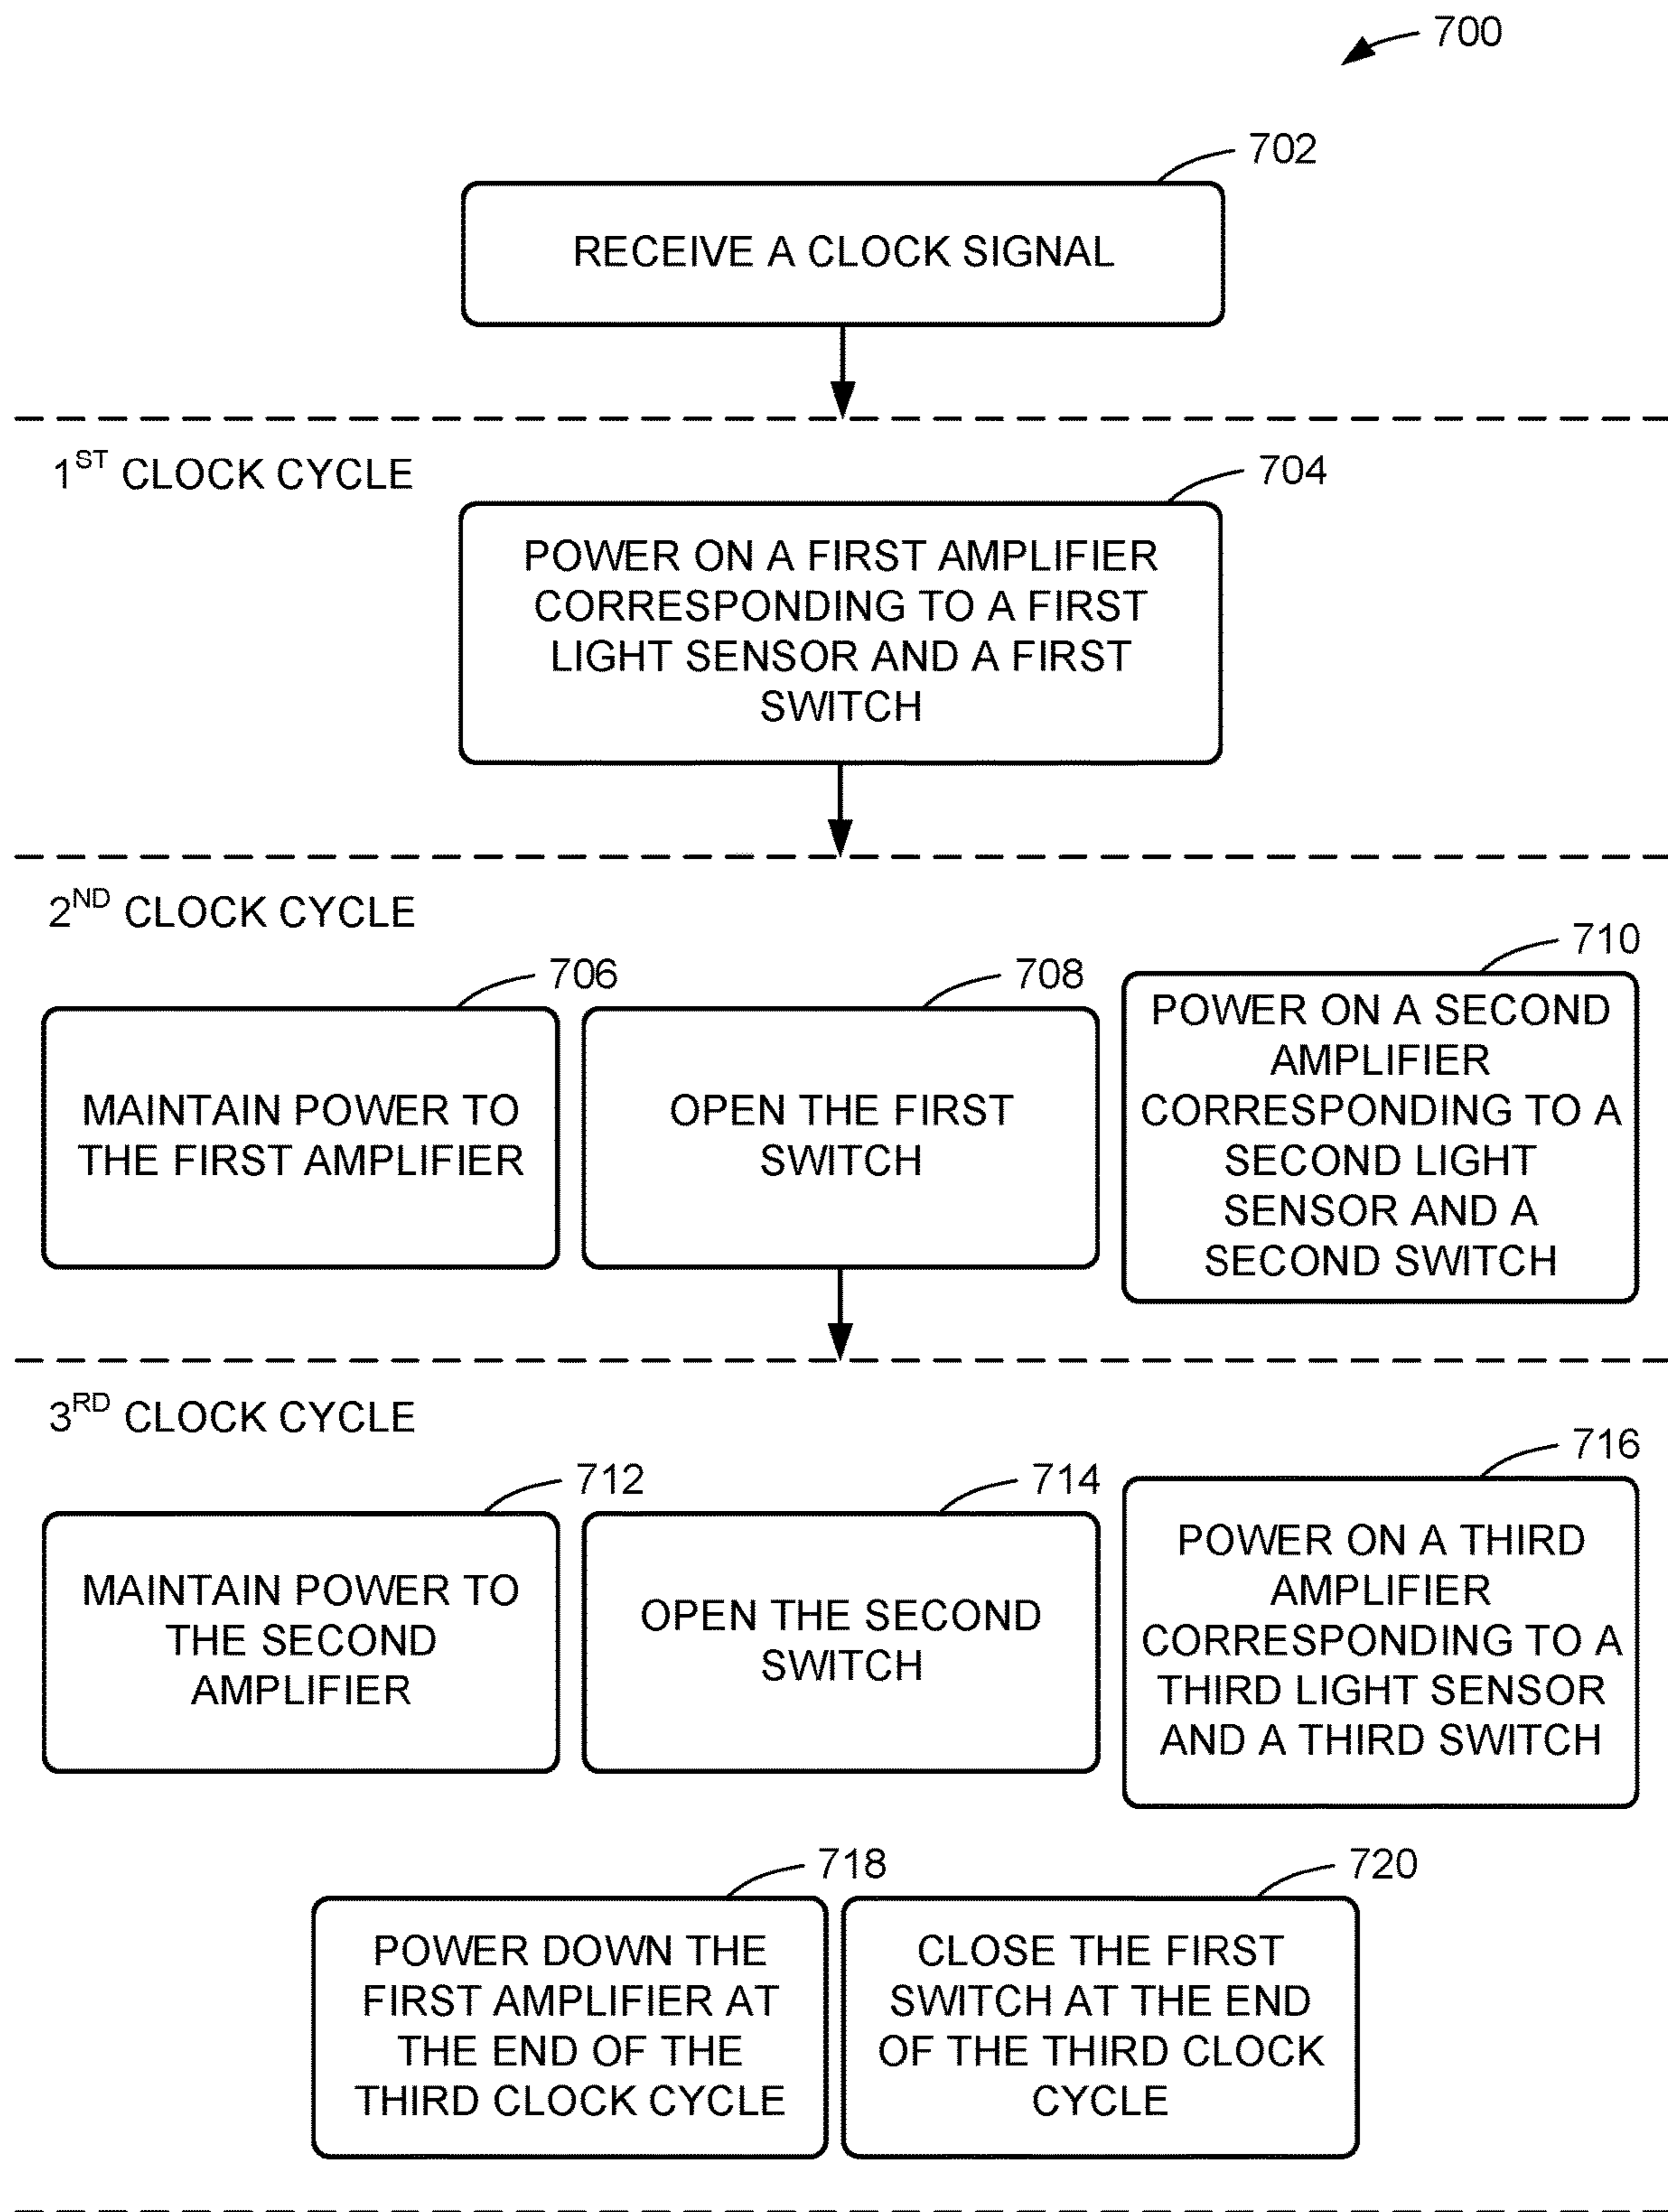 700
702
RECEIVE A CLOCK SIGNAL
1ST CLOCK CYCLE
704
POWER ON A FIRST AMPLIFIER
CORRESPONDING TO A FIRST
LIGHT SENSOR AND A FIRST
SWITCH
2ND CLOCK CYCLE
706
MAINTAIN POWER TO
THE FIRST AMPLIFIER
708
OPEN THE FIRST
SWITCH
710
POWER ON A SECOND
AMPLIFIER
CORRESPONDING TO A
SECOND LIGHT
SENSOR AND A
SECOND SWITCH
3RD CLOCK CYCLE
712
MAINTAIN POWER TO
THE SECOND
AMPLIFIER
714
OPEN THE SECOND
SWITCH
716
POWER ON A THIRD
AMPLIFIER
CORRESPONDING TO A
THIRD LIGHT SENSOR
AND A THIRD SWITCH
718
POWER DOWN THE
FIRST AMPLIFIER AT
THE END OF THE
THIRD CLOCK CYCLE
720
CLOSE THE FIRST
SWITCH AT THE END
OF THE THIRD CLOCK
CYCLE